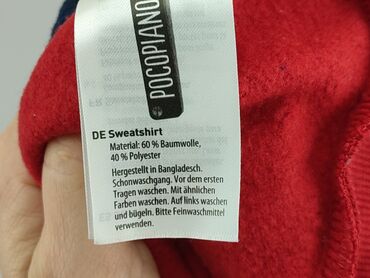 POCOPIANO
DE Sweatshirt
Material: 60 % Baumwolle,
40 % Polyester
Hergestellt in Bangladesch.
Schonwaschgang. Vor dem ersten
Tragen waschen. Mit ähnlichen
Farben waschen. Auf links waschen
und bügeln. Bitte Feinwaschmittel
verwenden.